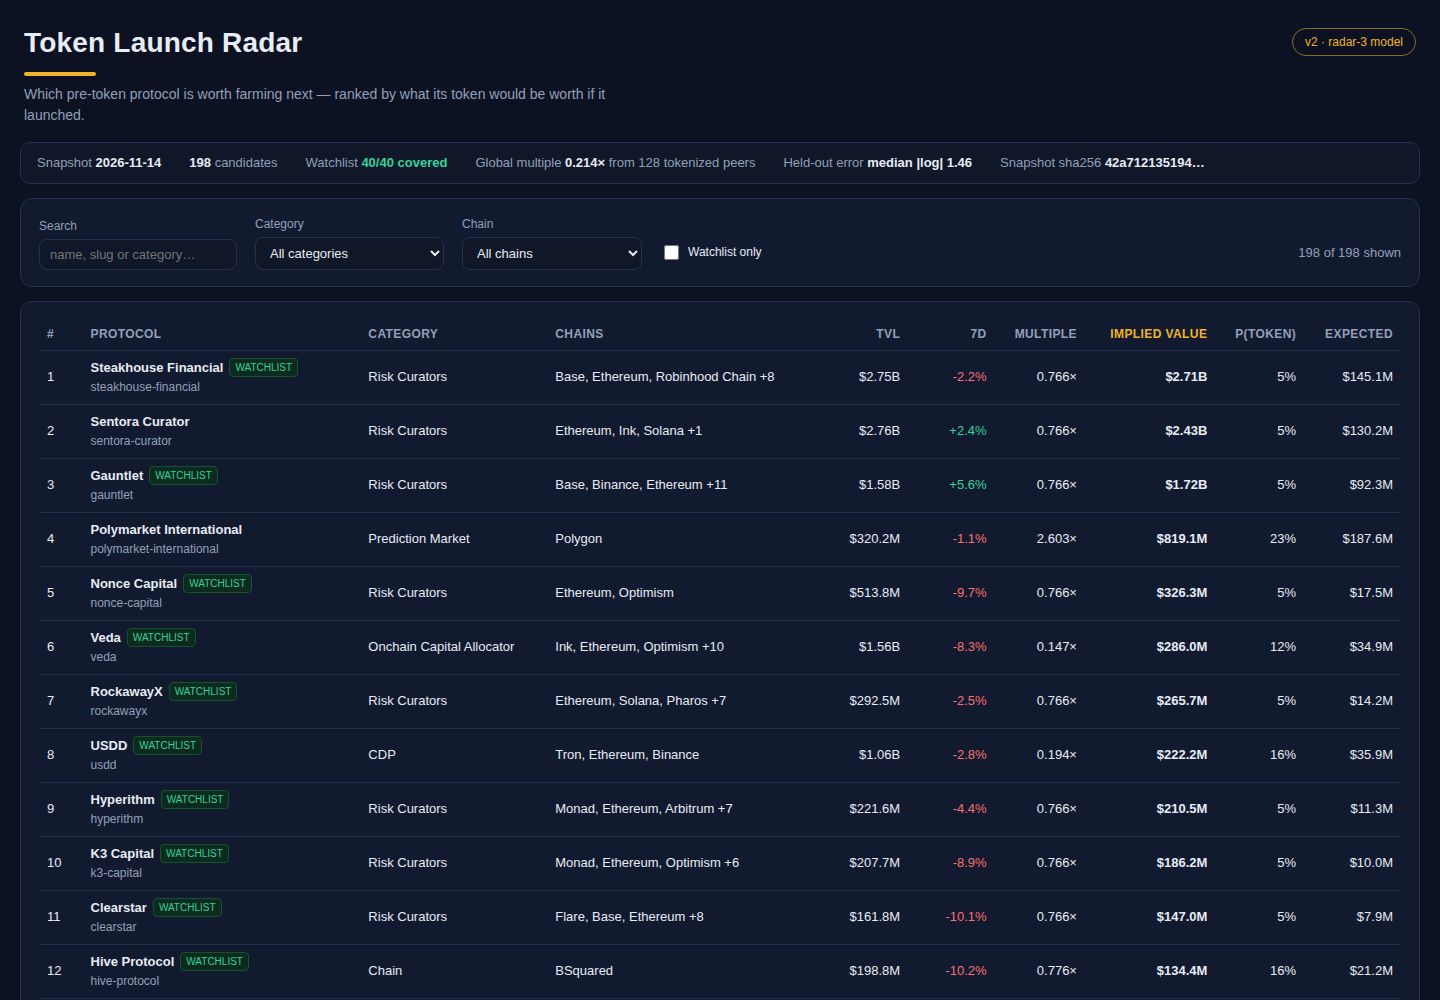 Token Launch Radar
v2 · radar-3 model
Which pre-token protocol is worth farming next — ranked by what its token would be worth if it
launched.
Snapshot 2026-11-14 198 candidates Watchlist 40/40 covered Global multiple 0.214× from 128 tokenized peers Held-out error median |log| 1.46 Snapshot sha256 42a712135194…
Search Category Chain
name, slug or category… All categories All chains Watchlist only 198 of 198 shown
# PROTOCOL CATEGORY CHAINS TVL 7D MULTIPLE IMPLIED VALUE P(TOKEN) EXPECTED
1 Steakhouse Financial WATCHLIST Risk Curators Base, Ethereum, Robinhood Chain +8 $2.75B -2.2% 0.766× $2.71B 5% $145.1M
steakhouse-financial
2 Sentora Curator Risk Curators Ethereum, Ink, Solana +1 $2.76B +2.4% 0.766× $2.43B 5% $130.2M
sentora-curator
3 Gauntlet WATCHLIST Risk Curators Base, Binance, Ethereum +11 $1.58B +5.6% 0.766× $1.72B 5% $92.3M
gauntlet
4 Polymarket International Prediction Market Polygon $320.2M -1.1% 2.603× $819.1M 23% $187.6M
polymarket-international
5 Nonce Capital WATCHLIST Risk Curators Ethereum, Optimism $513.8M -9.7% 0.766× $326.3M 5% $17.5M
nonce-capital
6 Veda WATCHLIST Onchain Capital Allocator Ink, Ethereum, Optimism +10 $1.56B -8.3% 0.147× $286.0M 12% $34.9M
veda
7 RockawayX WATCHLIST Risk Curators Ethereum, Solana, Pharos +7 $292.5M -2.5% 0.766× $265.7M 5% $14.2M
rockawayx
8 USDD WATCHLIST CDP Tron, Ethereum, Binance $1.06B -2.8% 0.194× $222.2M 16% $35.9M
usdd
9 Hyperithm WATCHLIST Risk Curators Monad, Ethereum, Arbitrum +7 $221.6M -4.4% 0.766× $210.5M 5% $11.3M
hyperithm
10 K3 Capital WATCHLIST Risk Curators Monad, Ethereum, Optimism +6 $207.7M -8.9% 0.766× $186.2M 5% $10.0M
k3-capital
11 Clearstar WATCHLIST Risk Curators Flare, Base, Ethereum +8 $161.8M -10.1% 0.766× $147.0M 5% $7.9M
clearstar
12 Hive Protocol WATCHLIST Chain BSquared $198.8M -10.2% 0.776× $134.4M 16% $21.2M
hive-protocol